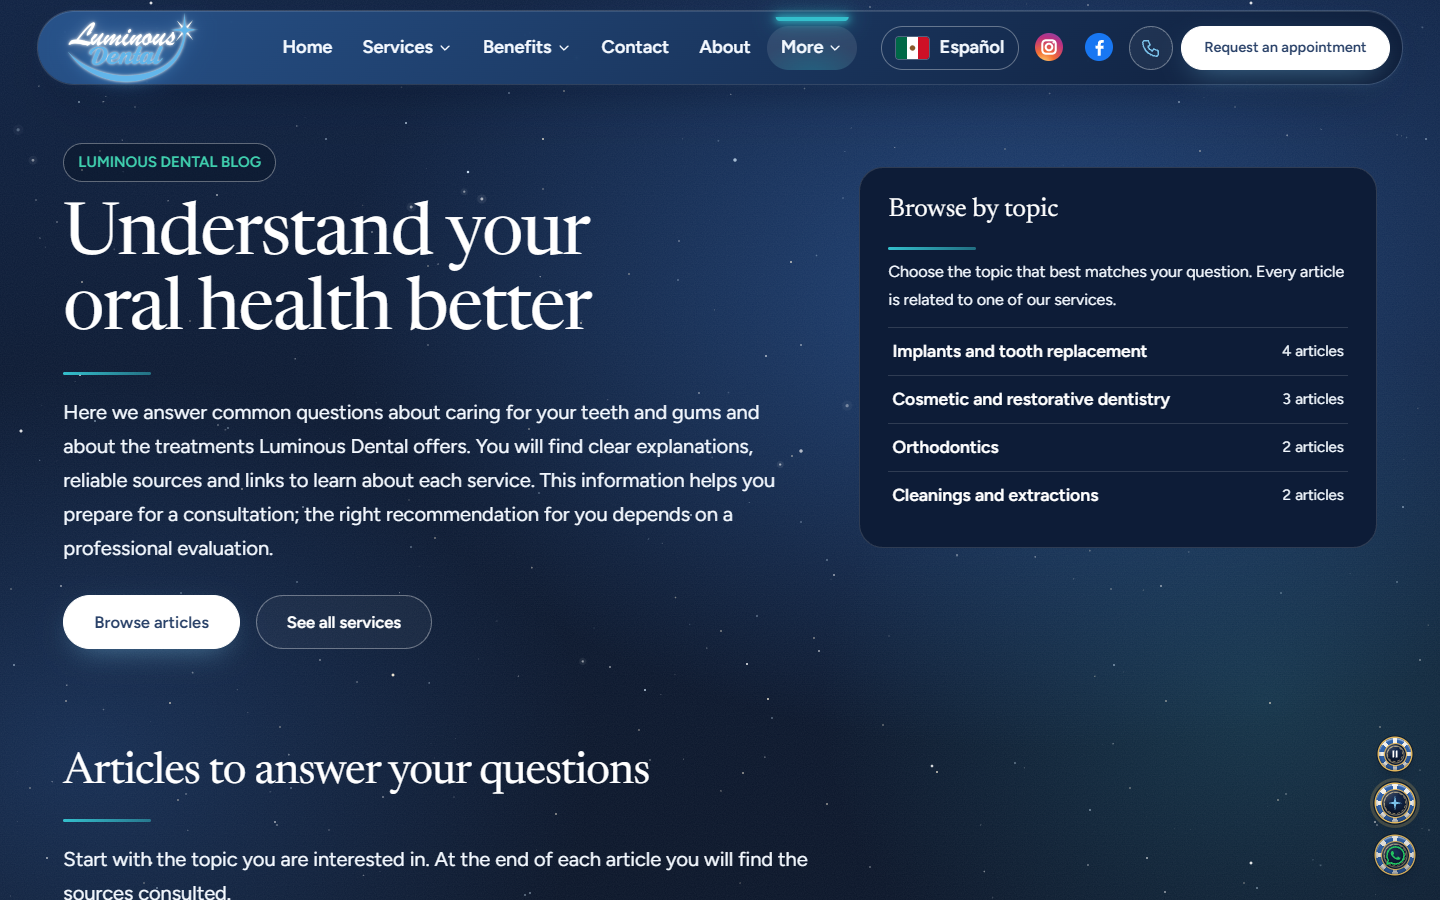 Luminous
Dental
Home
Services
Benefits
Contact
About
More
Español
Request an appointment
LUMINOUS DENTAL BLOG
Understand your
oral health better
Here we answer common questions about caring for your teeth and gums and
about the treatments Luminous Dental offers. You will find clear explanations,
reliable sources and links to learn about each service. This information helps you
prepare for a consultation; the right recommendation for you depends on a
professional evaluation.
Browse articles
See all services
Browse by topic
Choose the topic that best matches your question. Every article
is related to one of our services.
Implants and tooth replacement 4 articles
Cosmetic and restorative dentistry 3 articles
Orthodontics 2 articles
Cleanings and extractions 2 articles
Articles to answer your questions
Start with the topic you are interested in. At the end of each article you will find the
sources consulted.